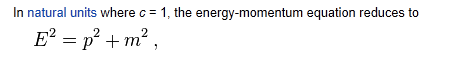 In natural units where c = 1, the energy-momentum equation reduces to
E² = p² + m² ,